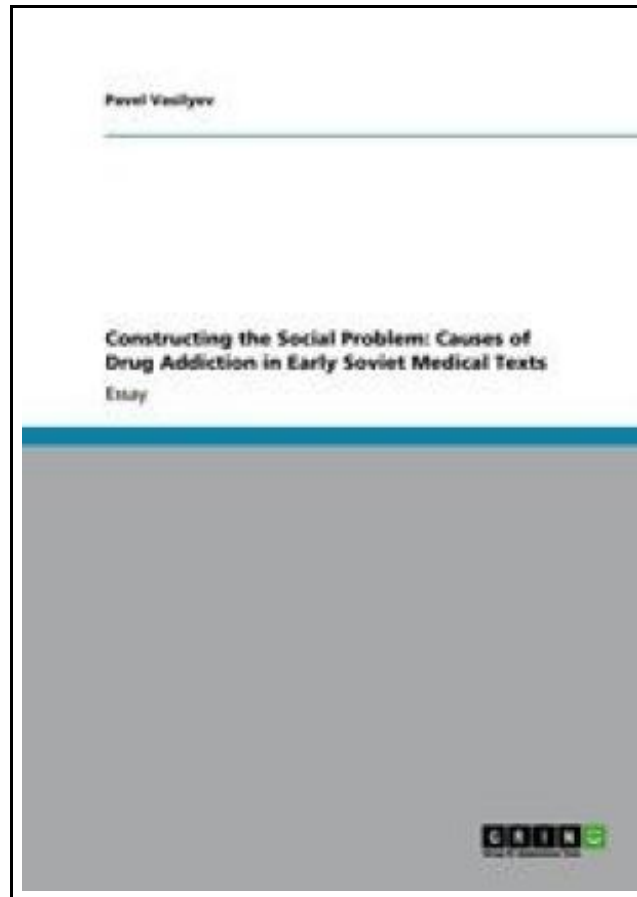 Pavel Vasilyev
Constructing the Social Problem: Causes of
Drug Addiction in Early Soviet Medical Texts
Essay
GRIN